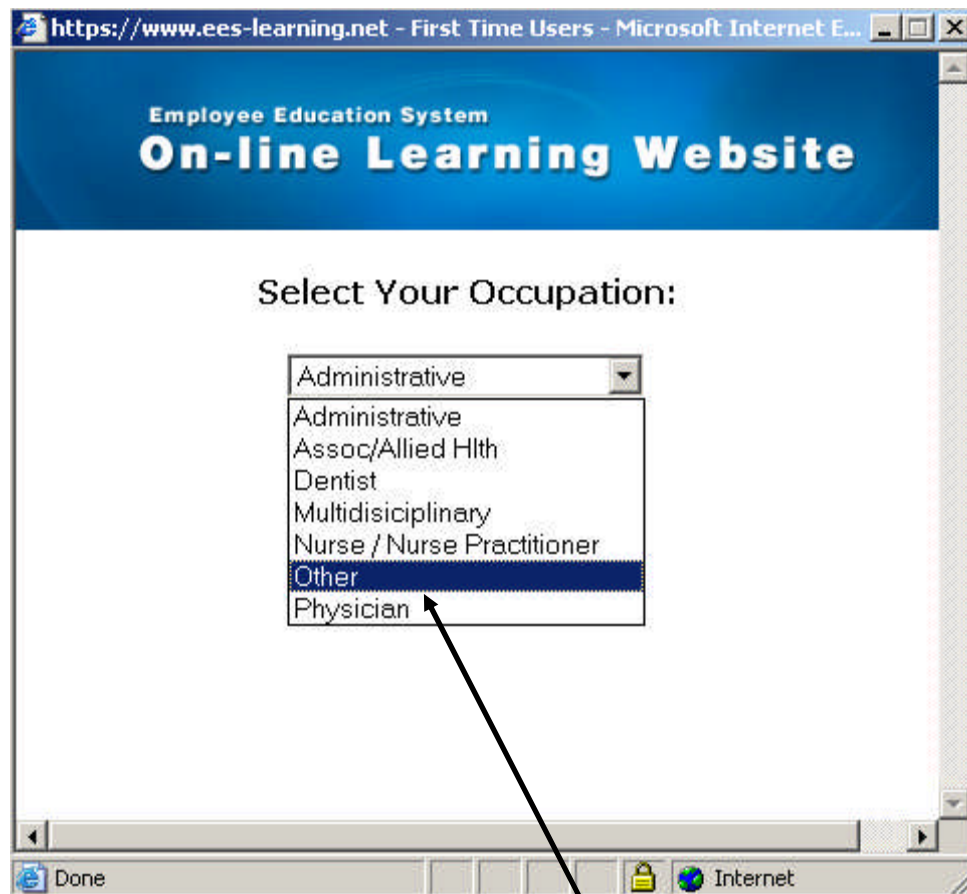 https://www.ees-learning.net - First Time Users - Microsoft Internet E...
Employee Education System
On-line Learning Website
Select Your Occupation:
Administrative
Administrative
Assoc/Allied Hlth
Dentist
Multidisiciplinary
Nurse / Nurse Practitioner
Other
Physician
Done
Internet